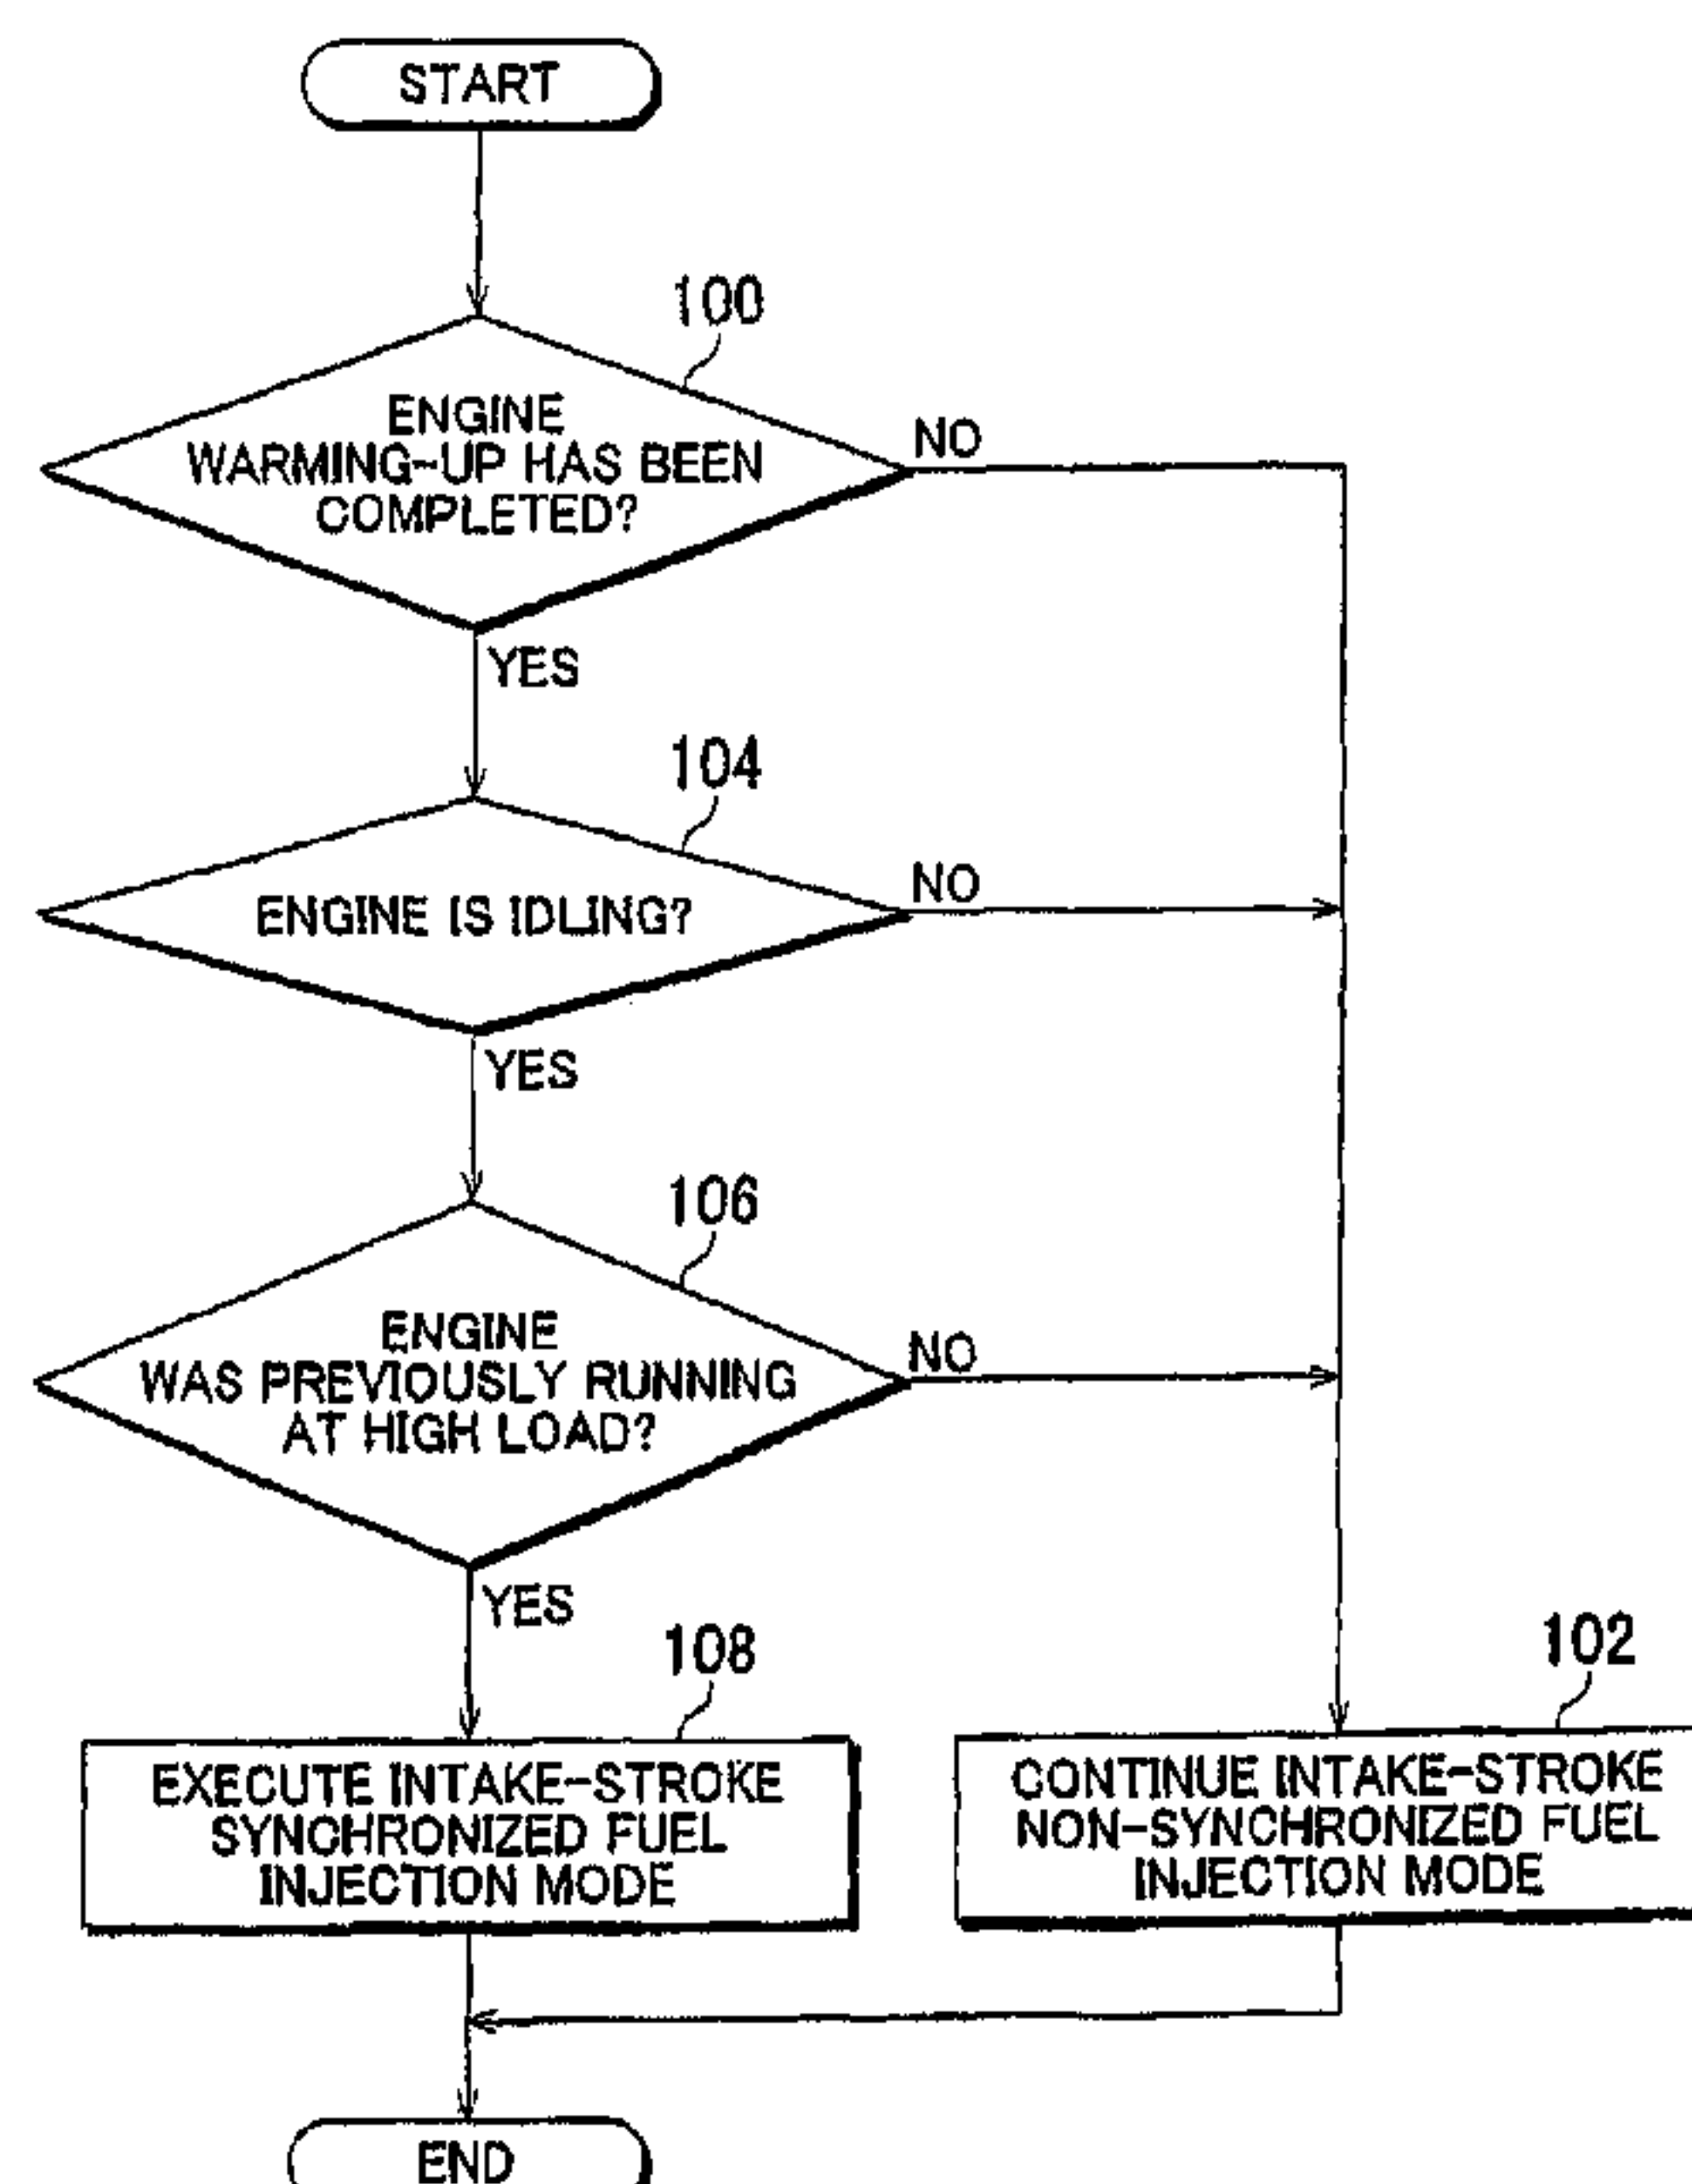 START
100
ENGINE
WARMING-UP HAS BEEN
COMPLETED?
NO
YES
104
ENGINE IS IDLING?
NO
YES
106
ENGINE
WAS PREVIOUSLY RUNNING
AT HIGH LOAD?
NO
YES
108
EXECUTE INTAKE-STROKE
SYNCHRONIZED FUEL
INJECTION MODE
102
CONTINUE INTAKE-STROKE
NON-SYNCHRONIZED FUEL
INJECTION MODE
END